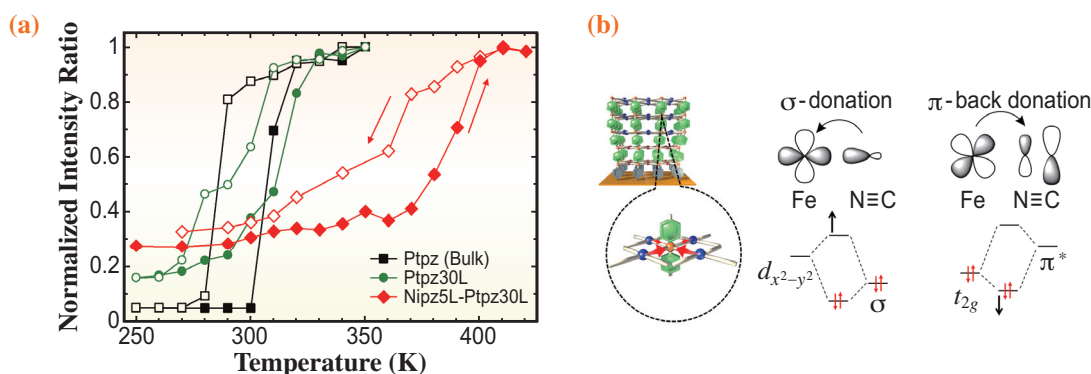 (a)
Normalized Intensity Ratio
1
0.8
0.6
0.4
0.2
0
250
300
350
400
Temperature (K)
Ptpz (Bulk)
Ptpz30L
Nipz5L-Ptpz30L
(b)
σ-donation
π-back donation
Fe N≡C
Fe N≡C
dx²−y²
σ
t2g
π*